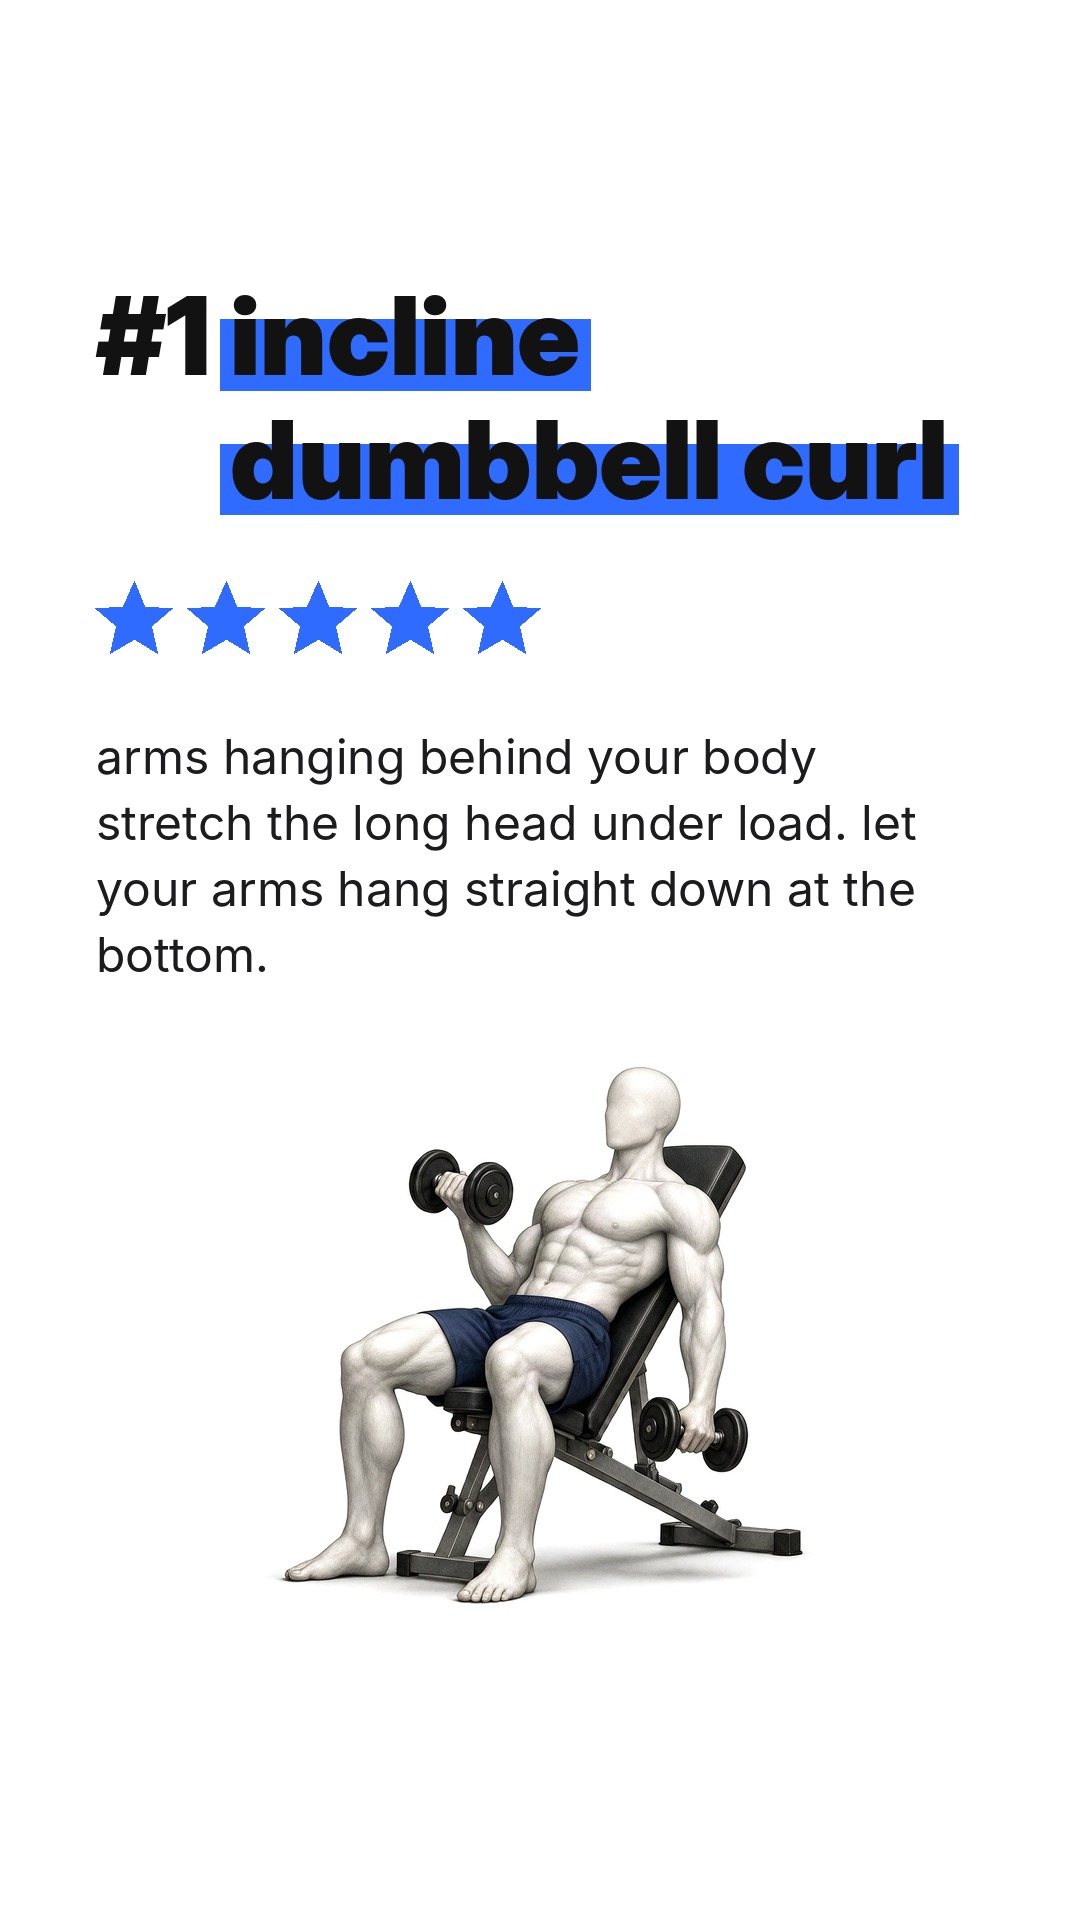 #1 incline
dumbbell curl
arms hanging behind your body
stretch the long head under load. let
your arms hang straight down at the
bottom.